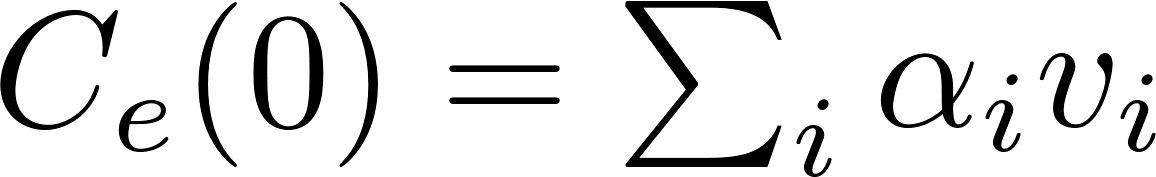 C_e(0) = \sum_i \alpha_i v_i